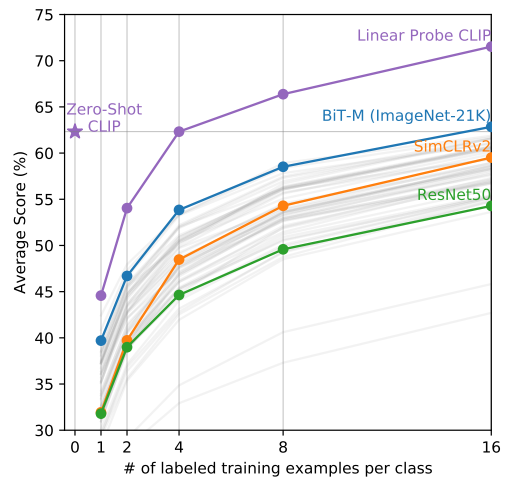 75
70
65
60
55
50
45
40
35
30
Average Score (%)
Linear Probe CLIP
Zero-Shot
CLIP
BiT-M (ImageNet-21K)
SimCLRv2
ResNet50
0 1 2 4 8 16
# of labeled training examples per class